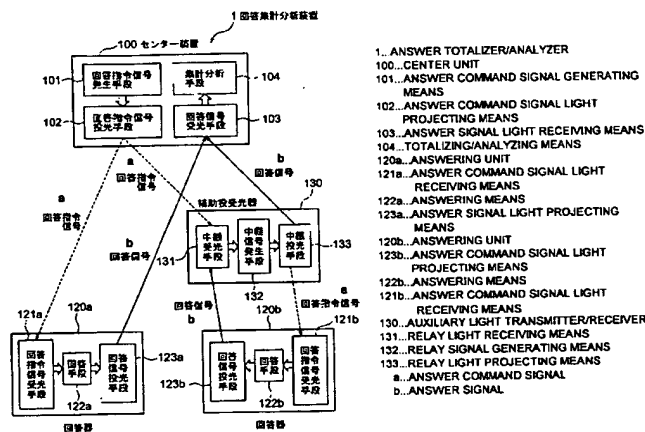 1 回答集計分析装置
100 センター装置
101
回答指令信号
発生手段
集計分析
手段
104
102
回答指令信号
投光手段
回答信号
受光手段
103
a
回答指令信号
b
回答信号
a
回答指令
信号
b
回答信号
補助投受光器
130
中継
受光
手段
中継
信号
発生
手段
中継
投光
手段
131
132
133
回答信号
b
a
回答指令信号
121a
120a
回答
指令
信号
受光
手段
回答
手段
回答
信号
投光
手段
123a
122a
回答器
120b
121b
回答
信号
投光
手段
回答
手段
回答
指令
信号
受光
手段
123b
122b
回答器
1...ANSWER TOTALIZER/ANALYZER
100...CENTER UNIT
101...ANSWER COMMAND SIGNAL GENERATING
MEANS
102...ANSWER COMMAND SIGNAL LIGHT
PROJECTING MEANS
103...ANSWER SIGNAL LIGHT RECEIVING MEANS
104...TOTALIZING/ANALYZING MEANS
120a...ANSWERING UNIT
121a...ANSWER COMMAND SIGNAL LIGHT
RECEIVING MEANS
122a...ANSWERING MEANS
123a...ANSWER SIGNAL LIGHT PROJECTING
MEANS
120b...ANSWERING UNIT
123b...ANSWER COMMAND SIGNAL LIGHT
PROJECTING MEANS
122b...ANSWERING MEANS
121b...ANSWER COMMAND SIGNAL LIGHT
RECEIVING MEANS
130...AUXILIARY LIGHT TRANSMITTER/RECEIVER
131...RELAY LIGHT RECEIVING MEANS
132...RELAY SIGNAL GENERATING MEANS
133...RELAY LIGHT PROJECTING MEANS
a...ANSWER COMMAND SIGNAL
b...ANSWER SIGNAL